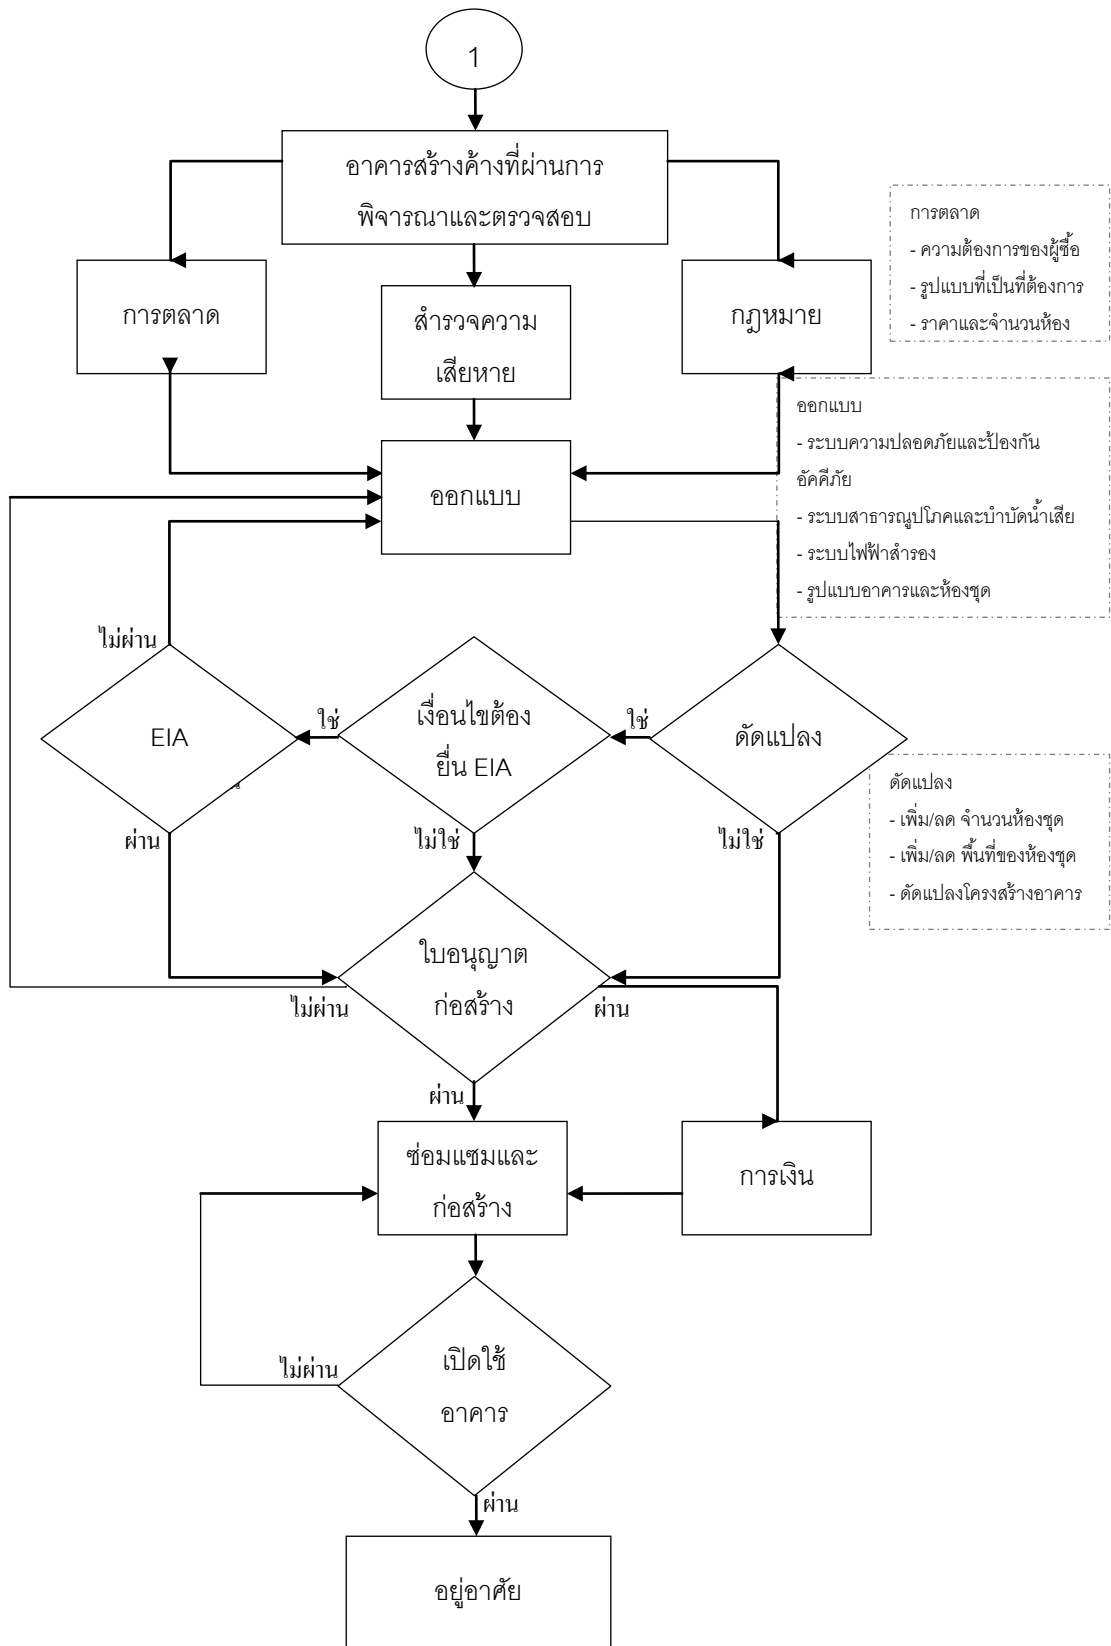 1
อาคารสร้างค้างที่ผ่านการ
พิจารณาและตรวจสอบ
การตลาด
- ความต้องการของผู้ซื้อ
- รูปแบบที่เป็นที่ต้องการ
- ราคาและจำนวนห้อง
การตลาด
สำรวจความ
เสียหาย
กฎหมาย
ออกแบบ
- ระบบความปลอดภัยและป้องกัน
อัคคีภัย
- ระบบสาธารณูปโภคและบำบัดน้ำเสีย
- ระบบไฟฟ้าสำรอง
- รูปแบบอาคารและห้องชุด
ออกแบบ
ไม่ผ่าน
EIA
ใช่
เงื่อนไขต้อง
ยื่น EIA
ใช่
ดัดแปลง
ผ่าน
ไม่ใช่
ไม่ใช่
ดัดแปลง
- เพิ่ม/ลด จำนวนห้องชุด
- เพิ่ม/ลด พื้นที่ของห้องชุด
- ดัดแปลงโครงสร้างอาคาร
ใบอนุญาต
ก่อสร้าง
ไม่ผ่าน
ผ่าน
ผ่าน
ซ่อมแซมและ
ก่อสร้าง
การเงิน
ไม่ผ่าน
เปิดใช้
อาคาร
ผ่าน
อยู่อาศัย